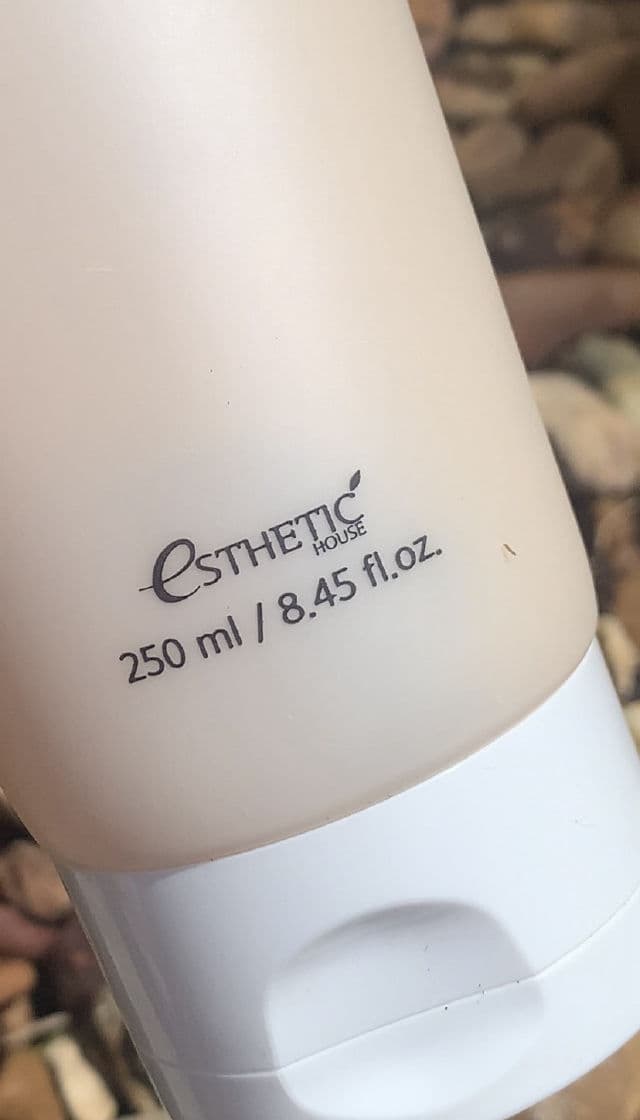 esTHETIC
HOUSE
250 ml / 8.45 fl.oz.